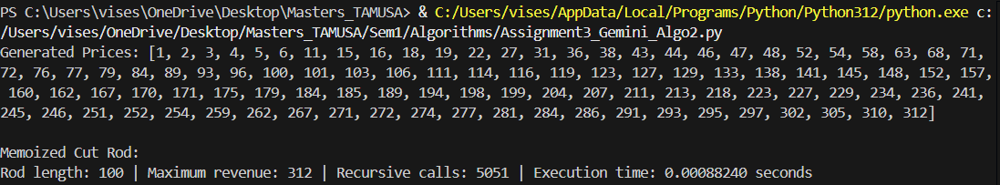 PS C:\Users\vises\OneDrive\Desktop\Masters_TAMUSA> & C:/Users/vises/AppData/Local/Programs/Python/Python312/python.exe c:
/Users/vises/OneDrive/Desktop/Masters_TAMUSA/Sem1/Algorithms/Assignment3_Gemini_Algo2.py
Generated Prices: [1, 2, 3, 4, 5, 6, 11, 15, 16, 18, 19, 22, 27, 31, 36, 38, 43, 44, 46, 47, 48, 52, 54, 58, 63, 68, 71,
72, 76, 77, 79, 84, 89, 93, 96, 100, 101, 103, 106, 111, 114, 116, 119, 123, 127, 129, 133, 138, 141, 145, 148, 152, 157,
160, 162, 167, 170, 171, 175, 179, 184, 185, 189, 194, 198, 199, 204, 207, 211, 213, 218, 223, 227, 229, 234, 236, 241,
245, 246, 251, 252, 254, 259, 262, 267, 271, 272, 274, 277, 281, 284, 286, 291, 293, 295, 297, 302, 305, 310, 312]
Memoized Cut Rod:
Rod length: 100 | Maximum revenue: 312 | Recursive calls: 5051 | Execution time: 0.00088240 seconds